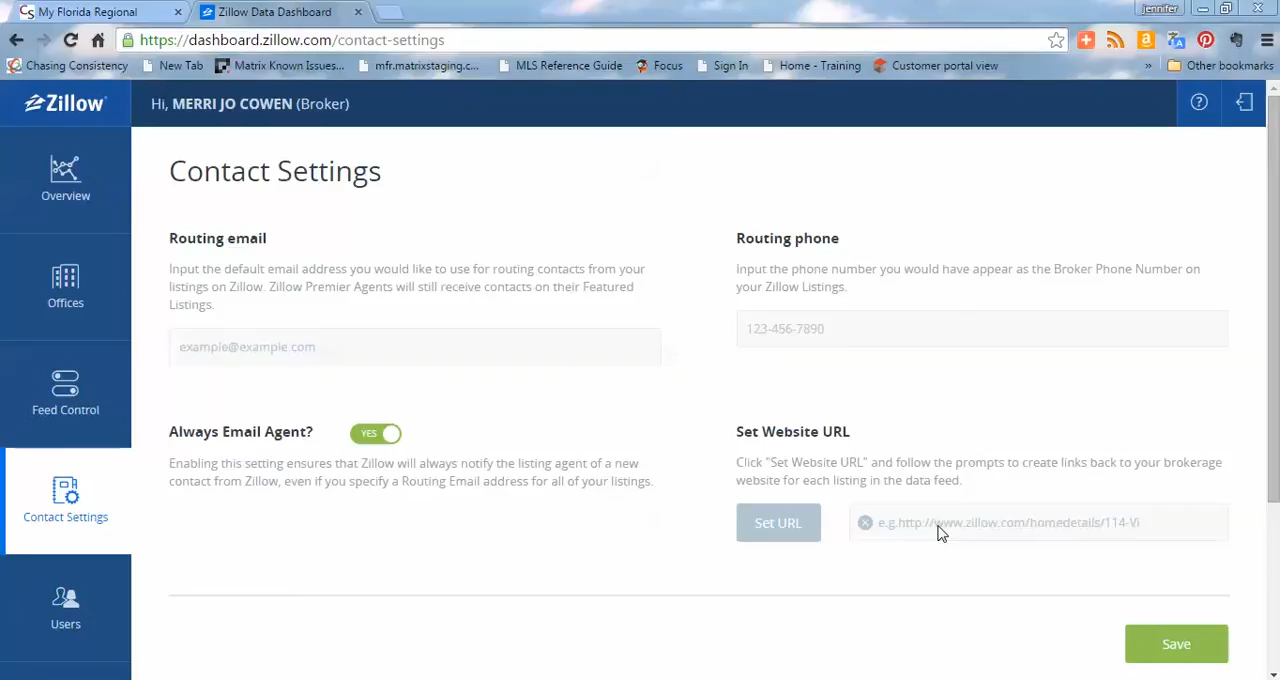 My Florida Regional
Zillow Data Dashboard
Jennifer
https://dashboard.zillow.com/contact-settings
Chasing Consistency
New Tab
Matrix Known Issues...
mfr.matrixstaging.c...
MLS Reference Guide
Focus
Sign In
Home - Training
Customer portal view
»
Other bookmarks
Zillow
Hi, MERRI JO COWEN (Broker)
Overview
Offices
Feed Control
Contact Settings
Users
Contact Settings
Routing email
Input the default email address you would like to use for routing contacts from your
listings on Zillow. Zillow Premier Agents will still receive contacts on their Featured
Listings.
example@example.com
Routing phone
Input the phone number you would have appear as the Broker Phone Number on
your Zillow Listings.
123-456-7890
Always Email Agent?
YES
Enabling this setting ensures that Zillow will always notify the listing agent of a new
contact from Zillow, even if you specify a Routing Email address for all of your listings.
Set Website URL
Click "Set Website URL" and follow the prompts to create links back to your brokerage
website for each listing in the data feed.
Set URL
e.g.http://www.zillow.com/homedetails/114-Vi
Save